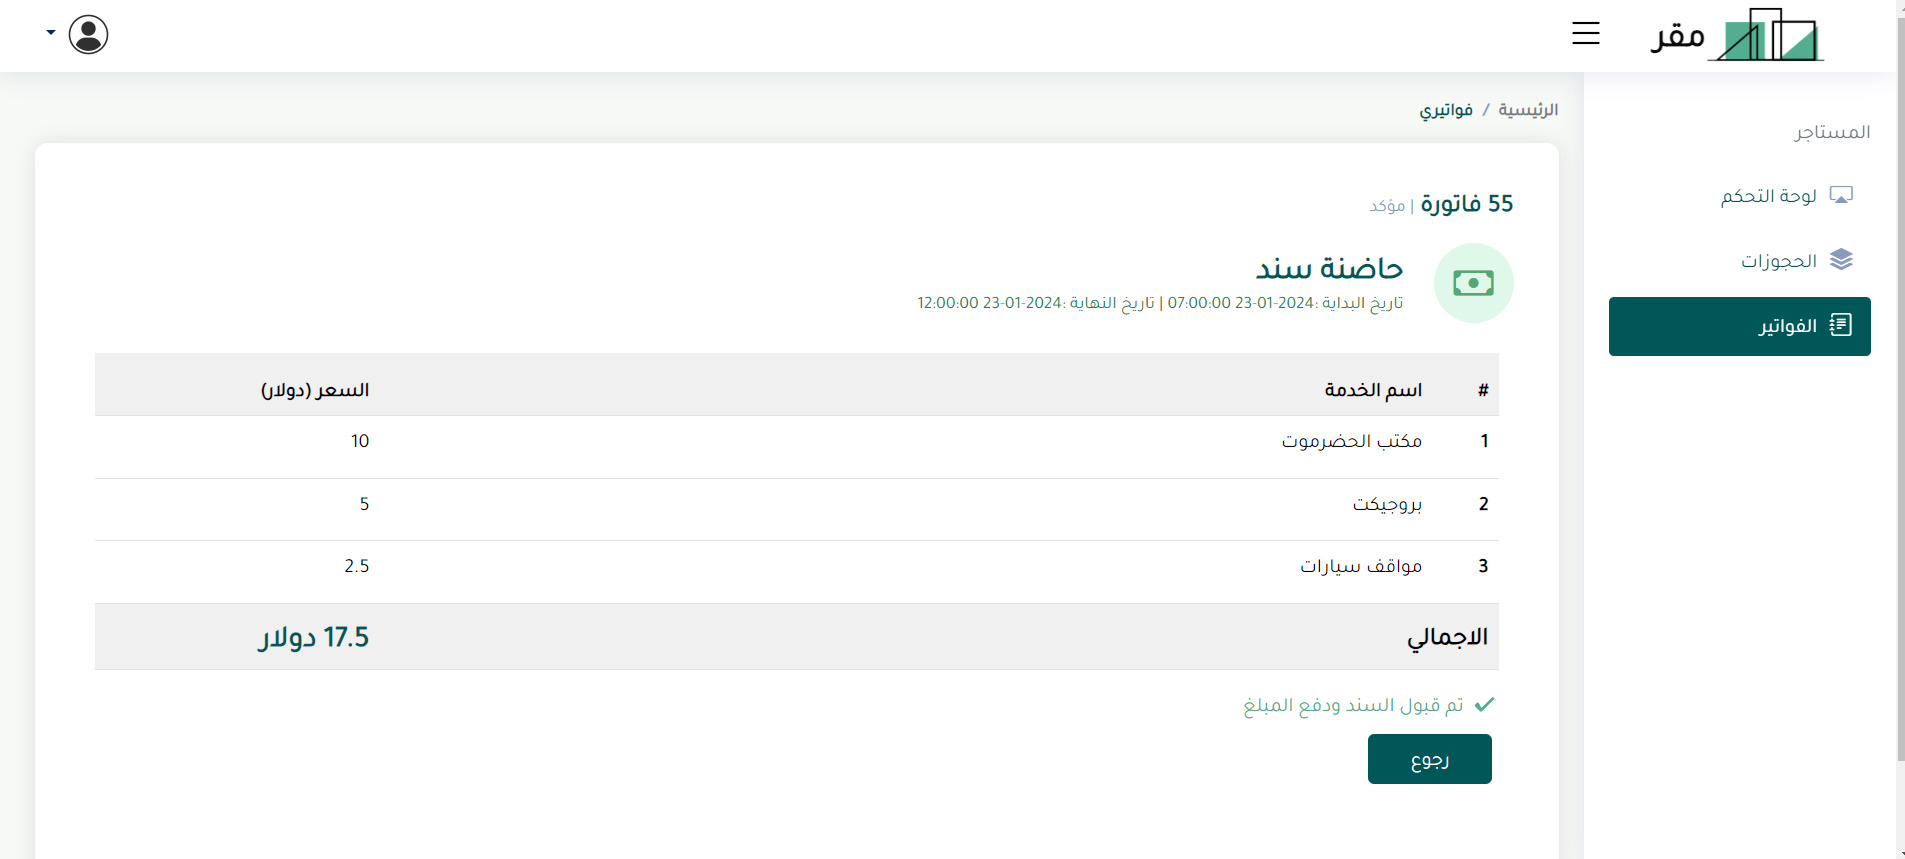 مقر
المستاجر
لوحة التحكم
الحجوزات
الفواتير
الرئيسية / فواتيري
55 فاتورة | مؤكد
حاضنة سند
تاريخ البداية :2024-01-23 07:00:00 | تاريخ النهاية :2024-01-23 12:00:00
# اسم الخدمة السعر (دولار)
1 مكتب الحضرموت 10
2 بروجيكت 5
3 مواقف سيارات 2.5
الاجمالي 17.5 دولار
تم قبول السند ودفع المبلغ
رجوع